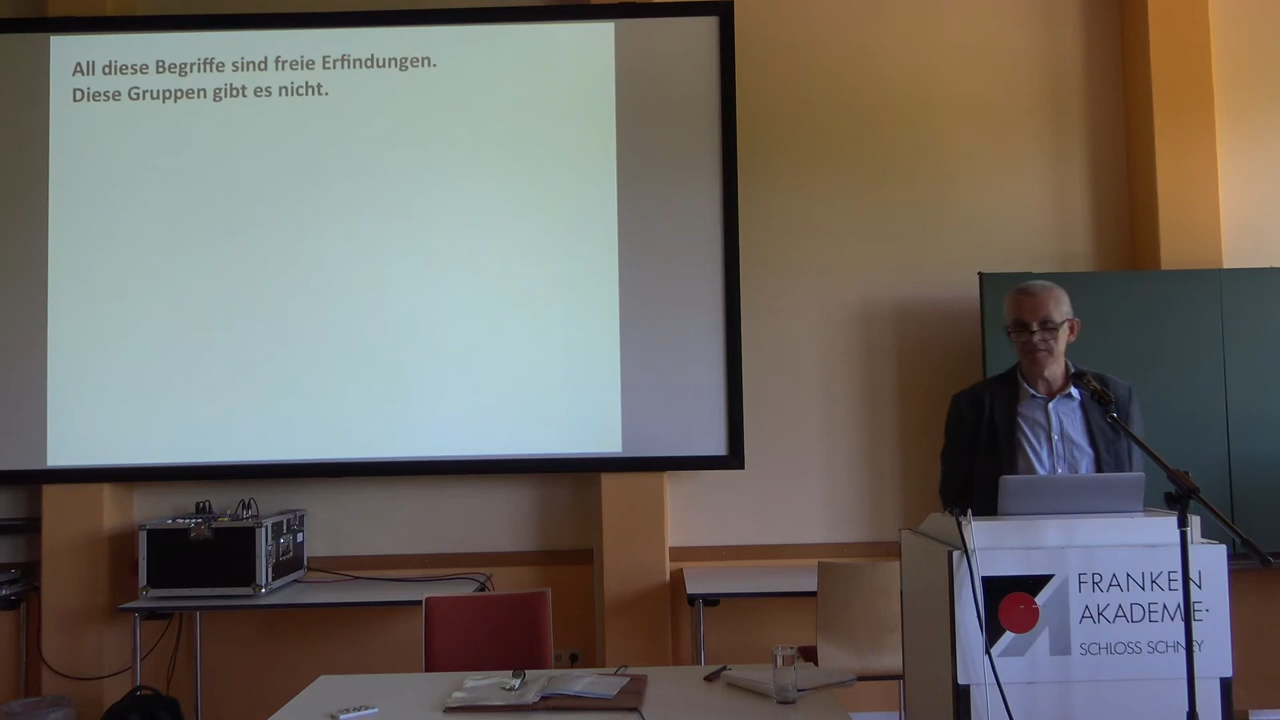 All diese Begriffe sind freie Erfindungen.
Diese Gruppen gibt es nicht.
FRANKEN
AKADEMIE
SCHLOSS SCHNEY